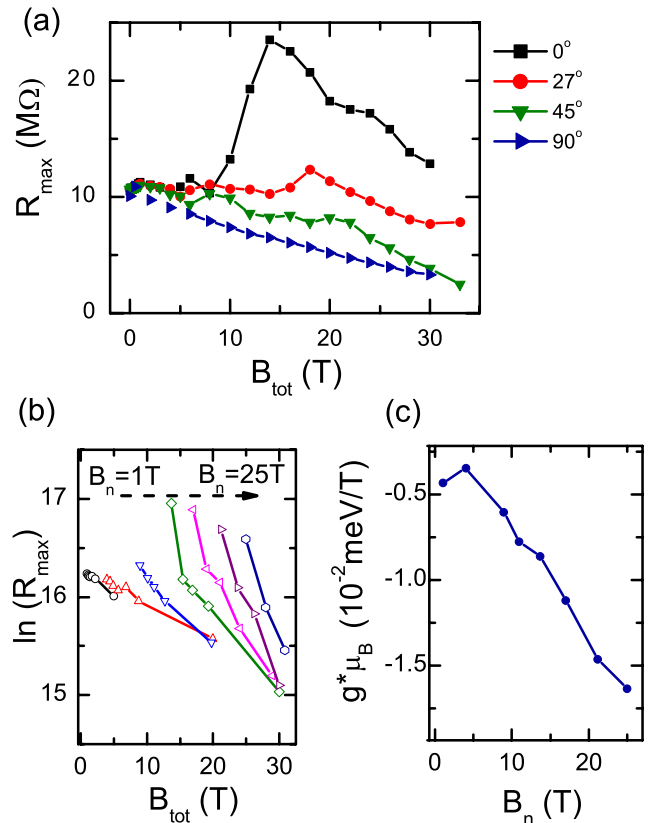 (a)
R_max (MΩ)
20
10
0
0 10 20 30
B_tot (T)
0°
27°
45°
90°
(b)
ln (R_max)
17
16
15
B_n=1T B_n=25T
0 10 20 30
B_tot (T)
(c)
g*μ_B (10^-2 meV/T)
-0.5
-1.0
-1.5
0 10 20
B_n (T)